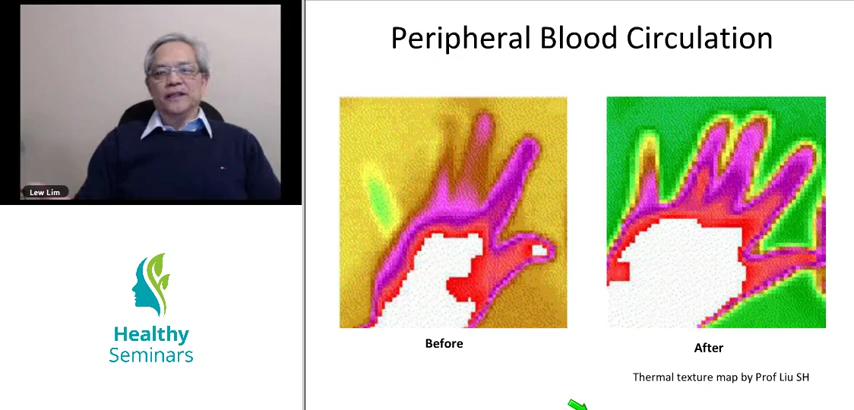 Lew Lim
Healthy
Seminars
Peripheral Blood Circulation
Before
After
Thermal texture map by Prof Liu SH